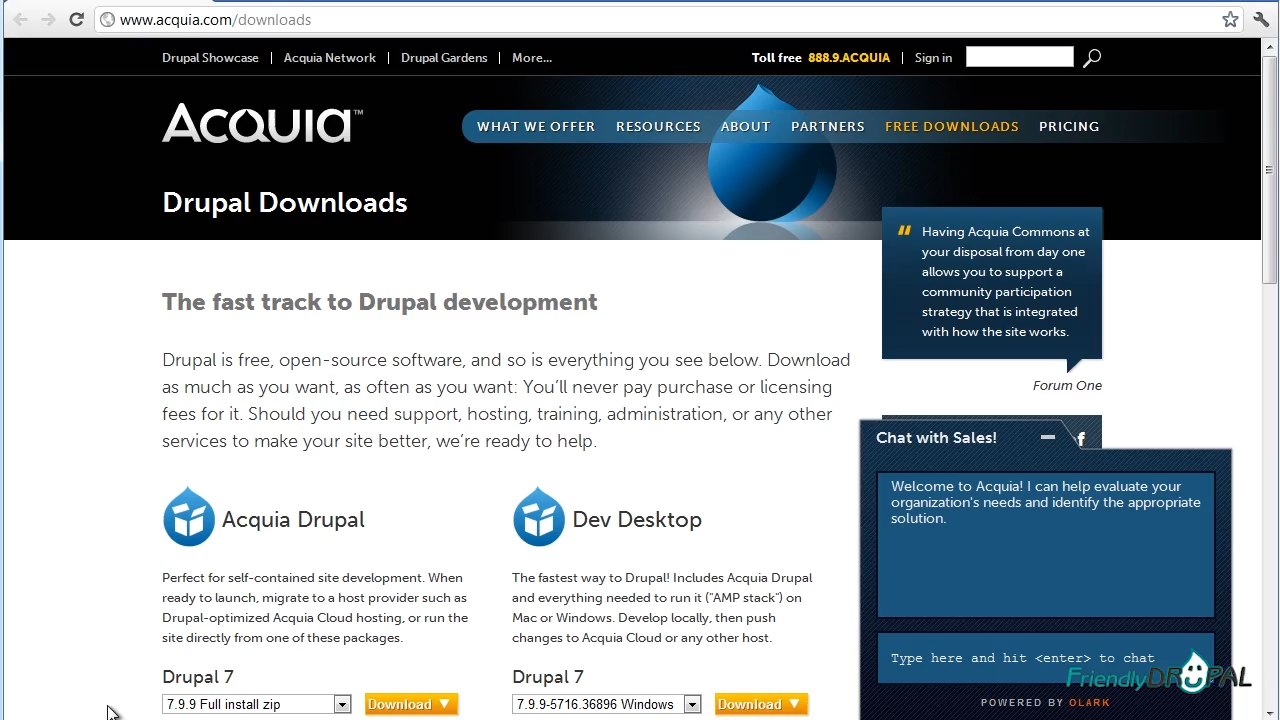 www.acquia.com/downloads
Drupal Showcase | Acquia Network | Drupal Gardens | More...
Toll free 888.9.ACQUIA | Sign in
ACQUIA™
WHAT WE OFFER RESOURCES ABOUT PARTNERS FREE DOWNLOADS PRICING
Drupal Downloads
" Having Acquia Commons at
your disposal from day one
allows you to support a
community participation
strategy that is integrated
with how the site works.
Forum One
The fast track to Drupal development
Drupal is free, open-source software, and so is everything you see below. Download
as much as you want, as often as you want: You'll never pay purchase or licensing
fees for it. Should you need support, hosting, training, administration, or any other
services to make your site better, we're ready to help.
Acquia Drupal
Perfect for self-contained site development. When
ready to launch, migrate to a host provider such as
Drupal-optimized Acquia Cloud hosting, or run the
site directly from one of these packages.
Drupal 7
7.9.9 Full install zip
Download
Dev Desktop
The fastest way to Drupal! Includes Acquia Drupal
and everything needed to run it ("AMP stack") on
Mac or Windows. Develop locally, then push
changes to Acquia Cloud or any other host.
Drupal 7
7.9.9-5716.36896 Windows
Download
Chat with Sales!
f
Welcome to Acquia! I can help evaluate your
organization's needs and identify the appropriate
solution.
Type here and hit <enter> to chat
FriendlyDRUPAL
POWERED BY OLARK